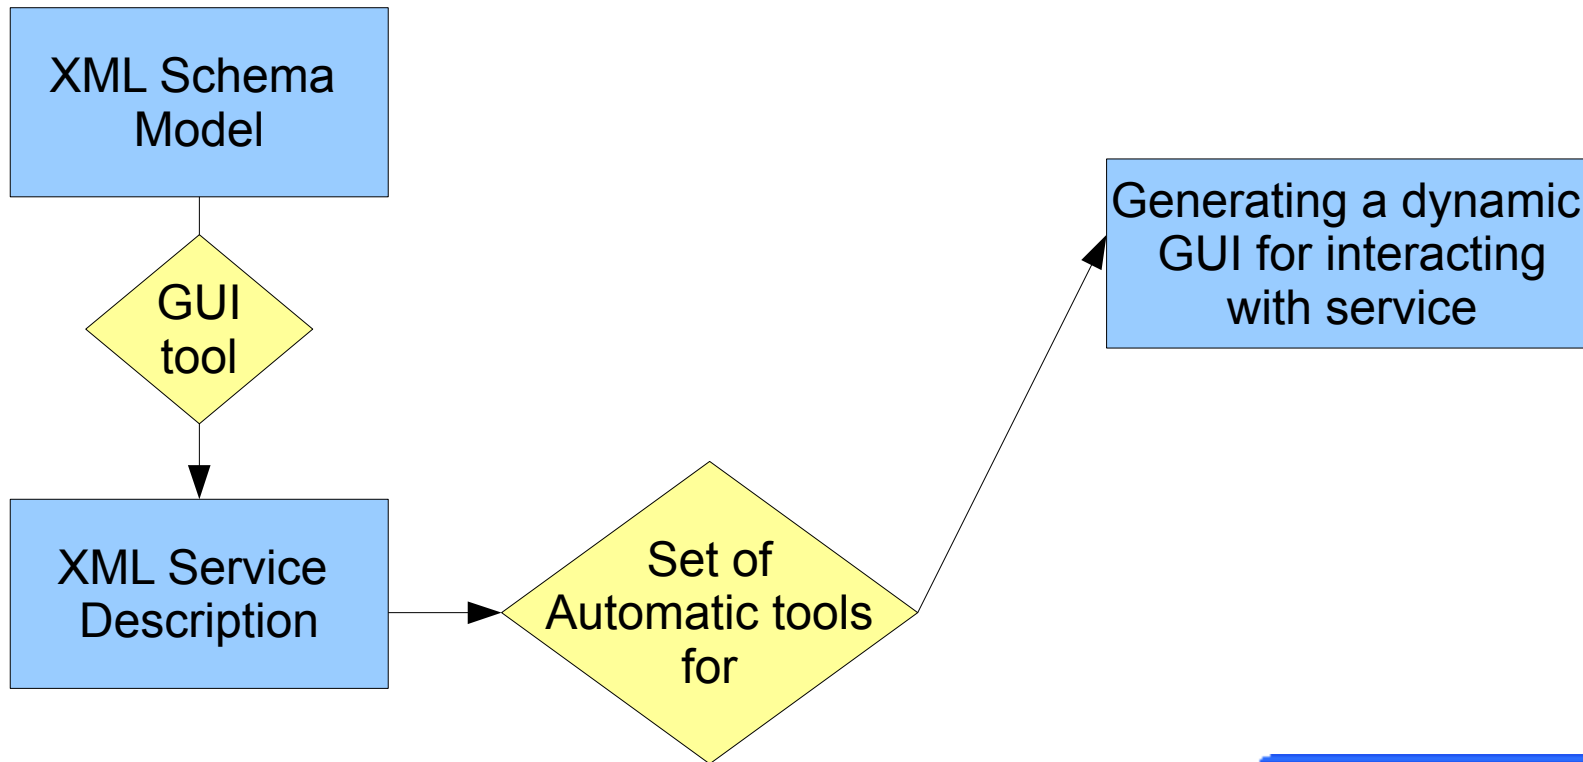 XML Schema
Model
GUI
tool
XML Service
Description
Set of
Automatic tools
for
Generating a dynamic
GUI for interacting
with service